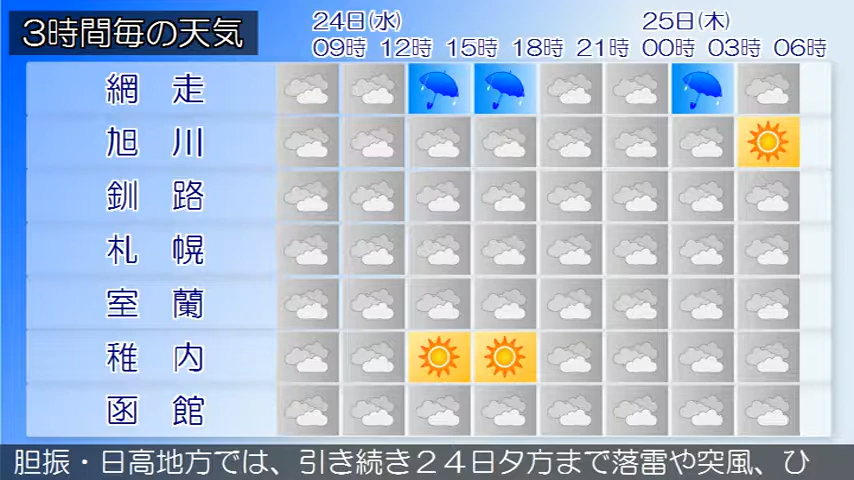 3時間毎の天気
24日(水) 25日(木)
09時 12時 15時 18時 21時 00時 03時 06時
網走
旭川
釧路
札幌
室蘭
稚内
函館
胆振・日高地方では、引き続き24日夕方まで落雷や突風、ひ